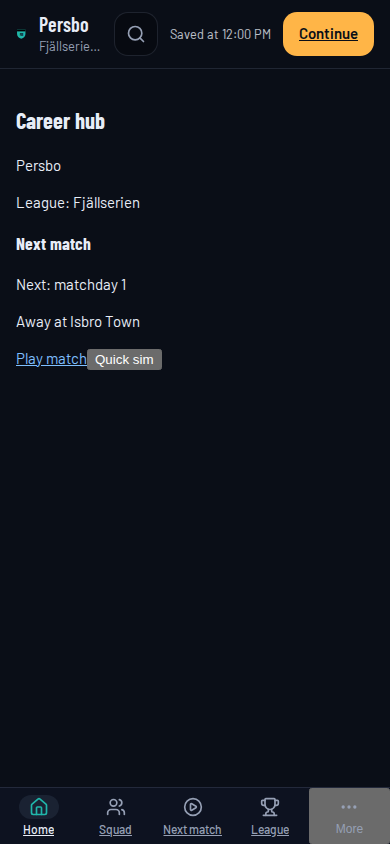 Persbo
Fjällserie...
Saved at 12:00 PM
Continue
Career hub
Persbo
League: Fjällserien
Next match
Next: matchday 1
Away at Isbro Town
Play match Quick sim
Home
Squad
Next match
League
More